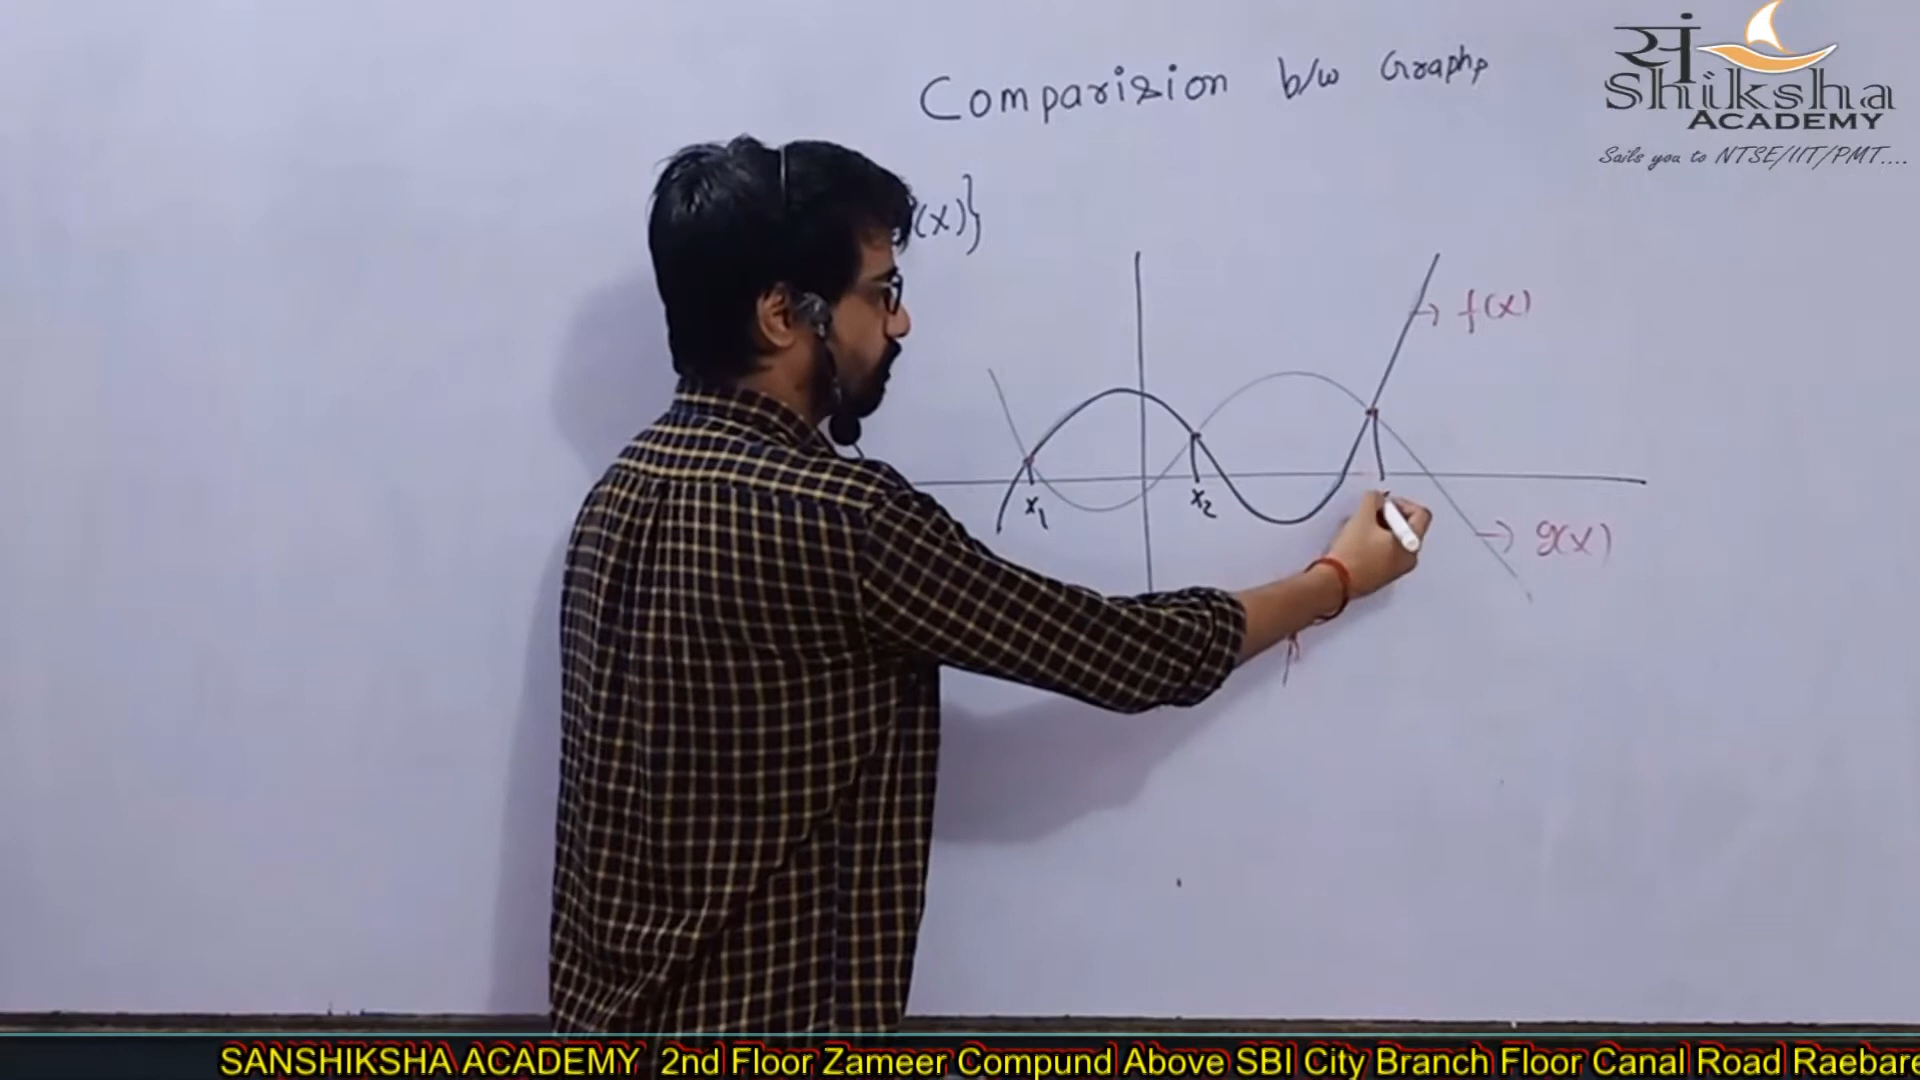 Comparizion b/w Graphs
(x)}
f(x)
x1
x2
g(x)
सं
Shiksha
ACADEMY
Sails you to NTSE/IIT/PMT....
SANSHIKSHA ACADEMY 2nd Floor Zameer Compund Above SBI City Branch Floor Canal Road Raebare